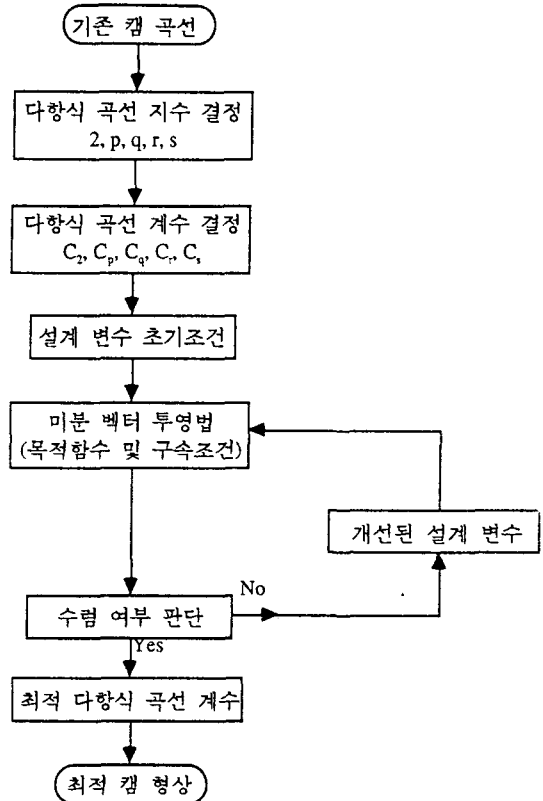 기존 캠 곡선
다항식 곡선 지수 결정
2, p, q, r, s
다항식 곡선 계수 결정
C₂, Cₚ, C_q, Cᵣ, Cₛ
설계 변수 초기조건
미분 벡터 투영법
(목적함수 및 구속조건)
개선된 설계 변수
No
수렴 여부 판단
Yes
최적 다항식 곡선 계수
최적 캠 형상